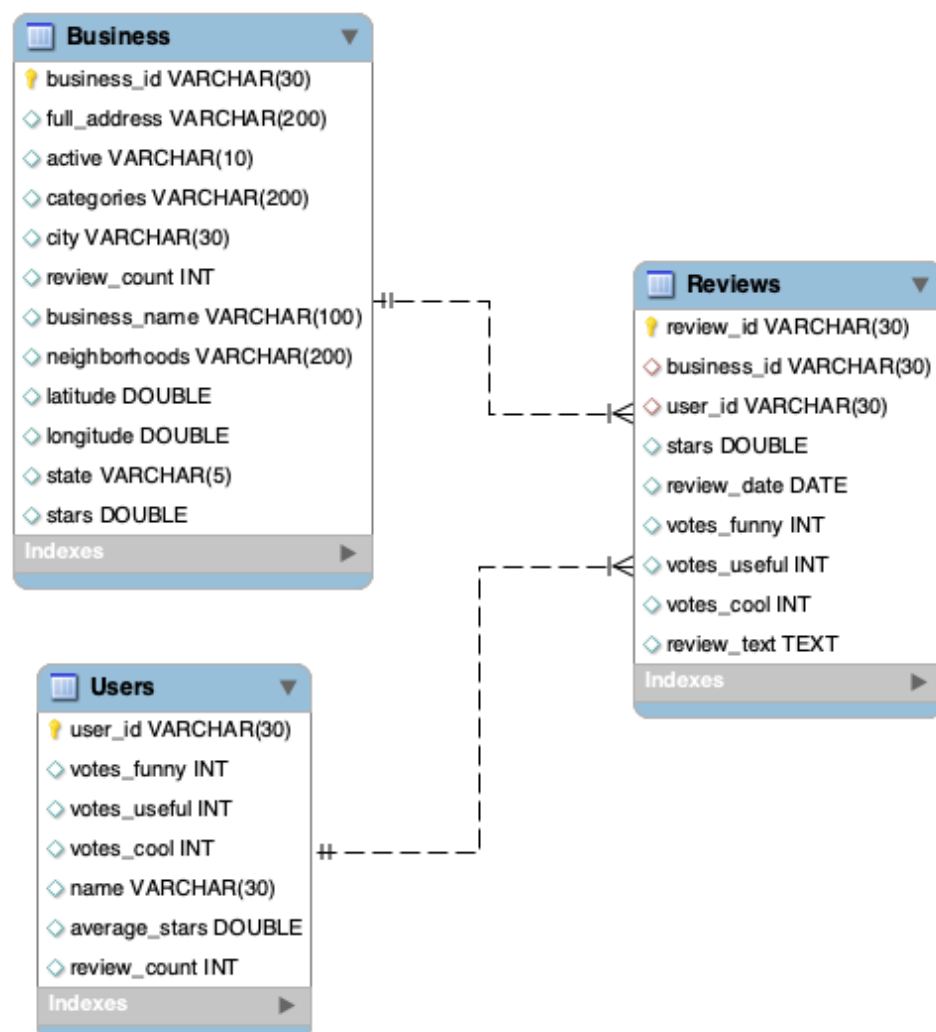 Business
business_id VARCHAR(30)
full_address VARCHAR(200)
active VARCHAR(10)
categories VARCHAR(200)
city VARCHAR(30)
review_count INT
business_name VARCHAR(100)
neighborhoods VARCHAR(200)
latitude DOUBLE
longitude DOUBLE
state VARCHAR(5)
stars DOUBLE
Indexes
Reviews
review_id VARCHAR(30)
business_id VARCHAR(30)
user_id VARCHAR(30)
stars DOUBLE
review_date DATE
votes_funny INT
votes_useful INT
votes_cool INT
review_text TEXT
Indexes
Users
user_id VARCHAR(30)
votes_funny INT
votes_useful INT
votes_cool INT
name VARCHAR(30)
average_stars DOUBLE
review_count INT
Indexes